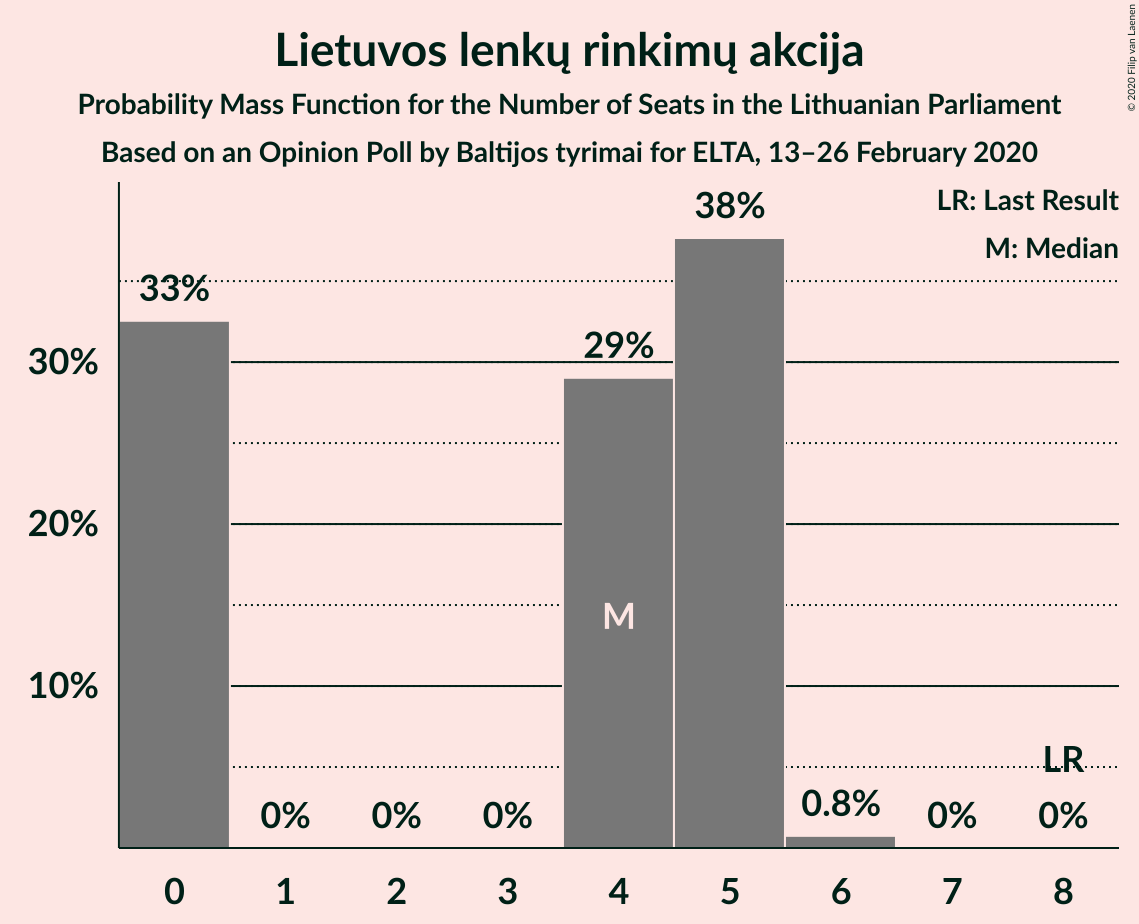 Lietuvos lenkų rinkimų akcija
Probability Mass Function for the Number of Seats in the Lithuanian Parliament
Based on an Opinion Poll by Baltijos tyrimai for ELTA, 13–26 February 2020
© 2020 Filip van Laenen
LR: Last Result
M: Median
38%
33%
29%
30%
20%
M
10%
LR
0%
0%
0%
0.8%
0%
0%
0 1 2 3 4 5 6 7 8